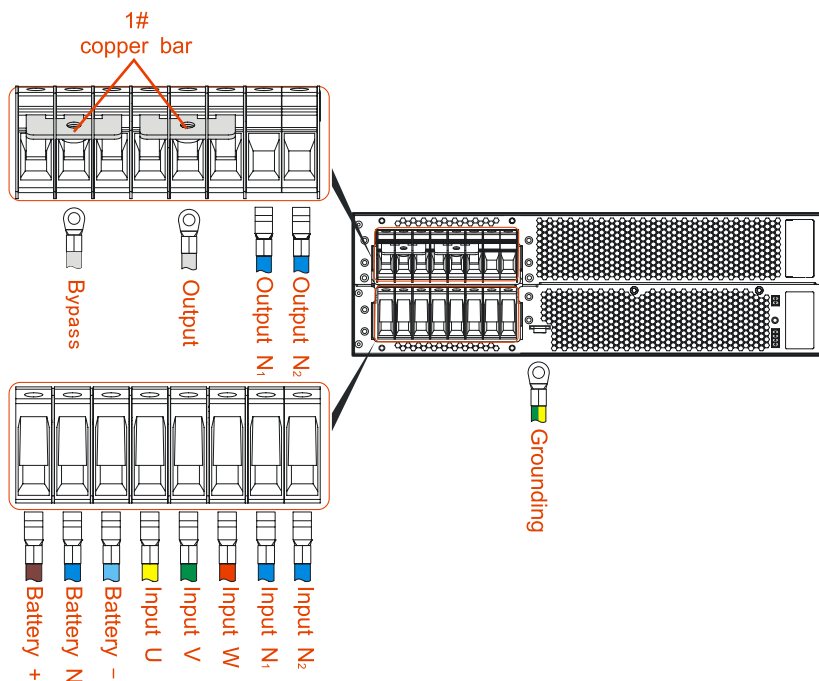 1#
copper bar
Bypass
Output
Output N₁
Output N₂
Grounding
Battery +
Battery N
Battery −
Input U
Input V
Input W
Input N₁
Input N₂